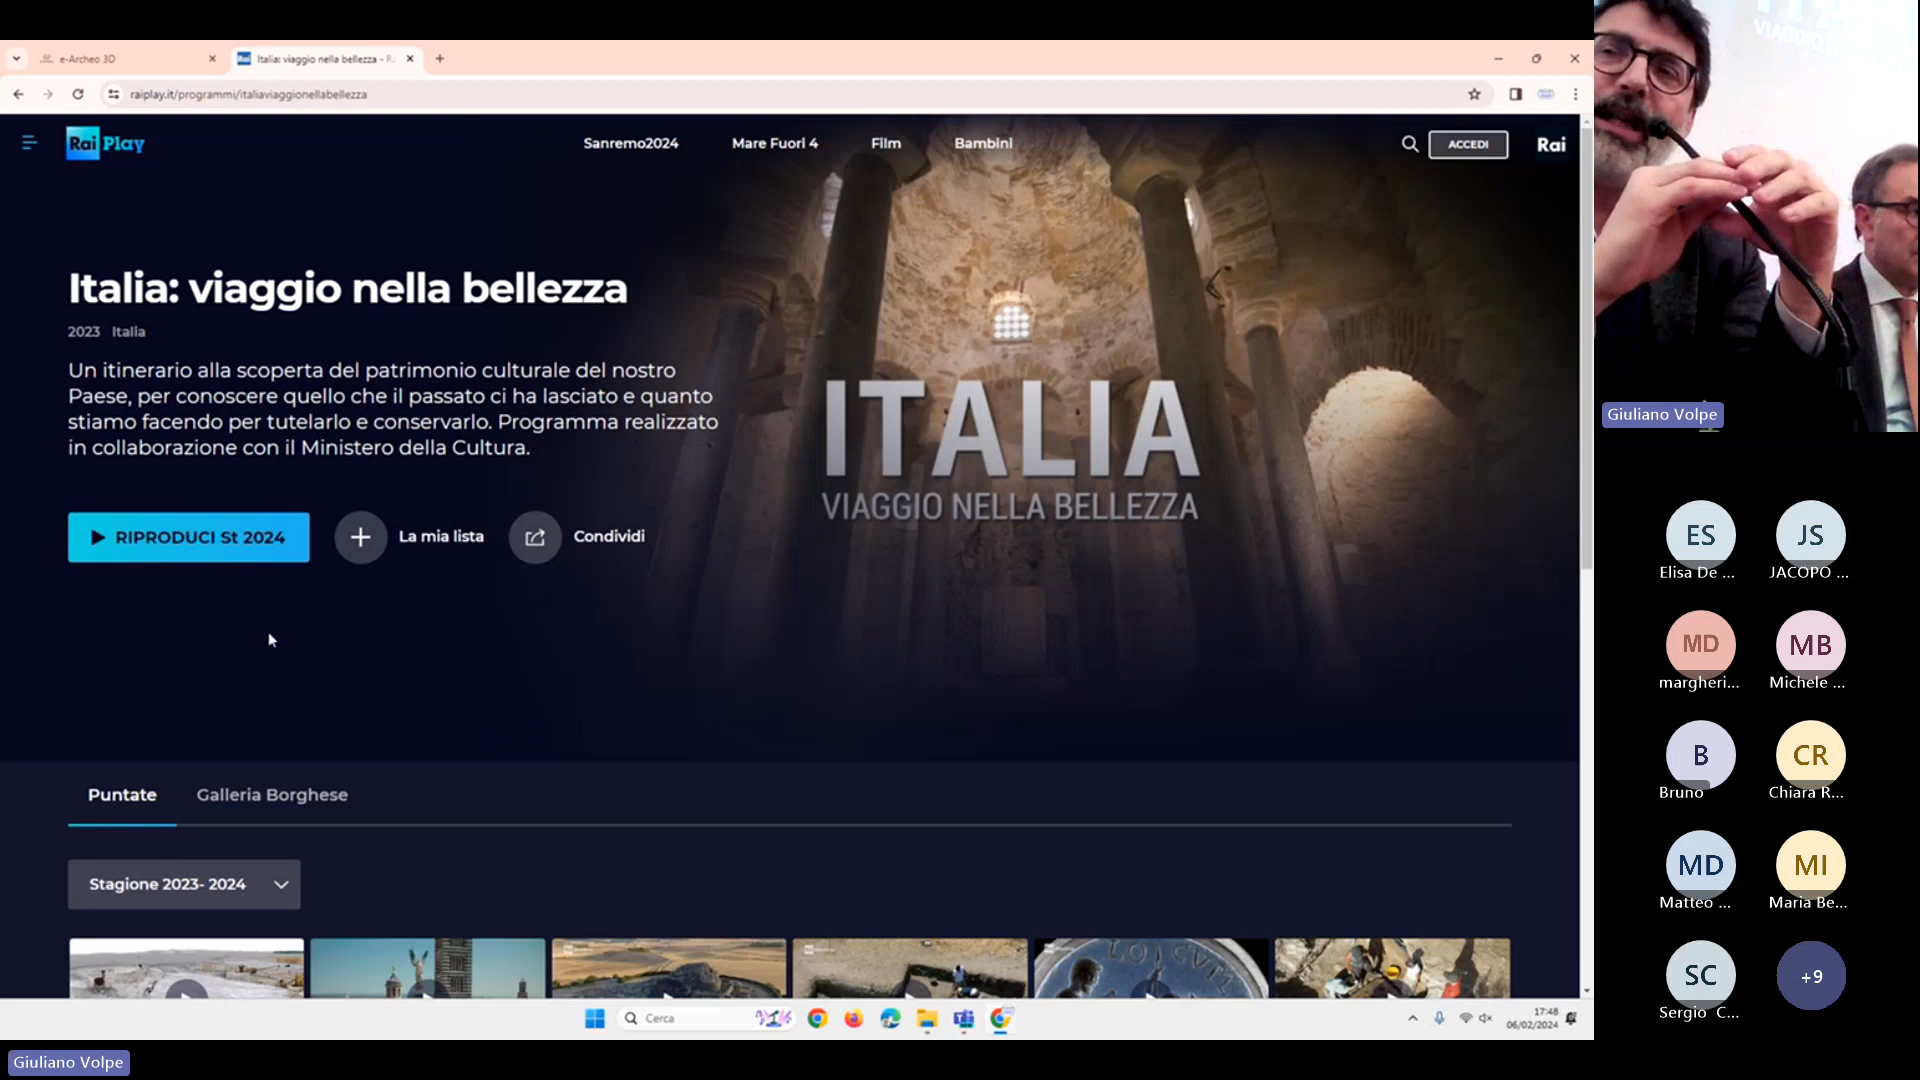 e-Archeo 3D
Italia: viaggio nella bellezza - R
raiplay.it/programmi/italiaviaggionellabellezza
Rai Play
Sanremo2024
Mare Fuori 4
Film
Bambini
ACCEDI
Rai
Italia: viaggio nella bellezza
2023 Italia
Un itinerario alla scoperta del patrimonio culturale del nostro
Paese, per conoscere quello che il passato ci ha lasciato e quanto
stiamo facendo per tutelarlo e conservarlo. Programma realizzato
in collaborazione con il Ministero della Cultura.
RIPRODUCI St 2024
La mia lista
Condividi
ITALIA
VIAGGIO NELLA BELLEZZA
Puntate
Galleria Borghese
Stagione 2023- 2024
Cerca
17:48
06/02/2024
Giuliano Volpe
Giuliano Volpe
ES
Elisa De ...
JS
JACOPO ...
MD
margheri...
MB
Michele ...
B
Bruno
CR
Chiara R...
MD
Matteo ...
MI
Maria Be...
SC
Sergio C...
+9